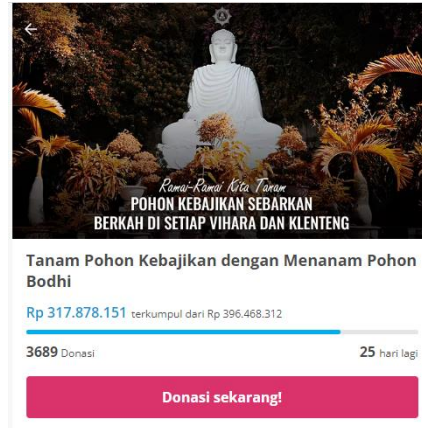 Ramai-Ramai Kita Tanam
POHON KEBAJIKAN SEBARKAN
BERKAH DI SETIAP VIHARA DAN KLENTENG
Tanam Pohon Kebajikan dengan Menanam Pohon
Bodhi
Rp 317.878.151 terkumpul dari Rp 396.468.312
3689 Donasi 25 hari lagi
Donasi sekarang!